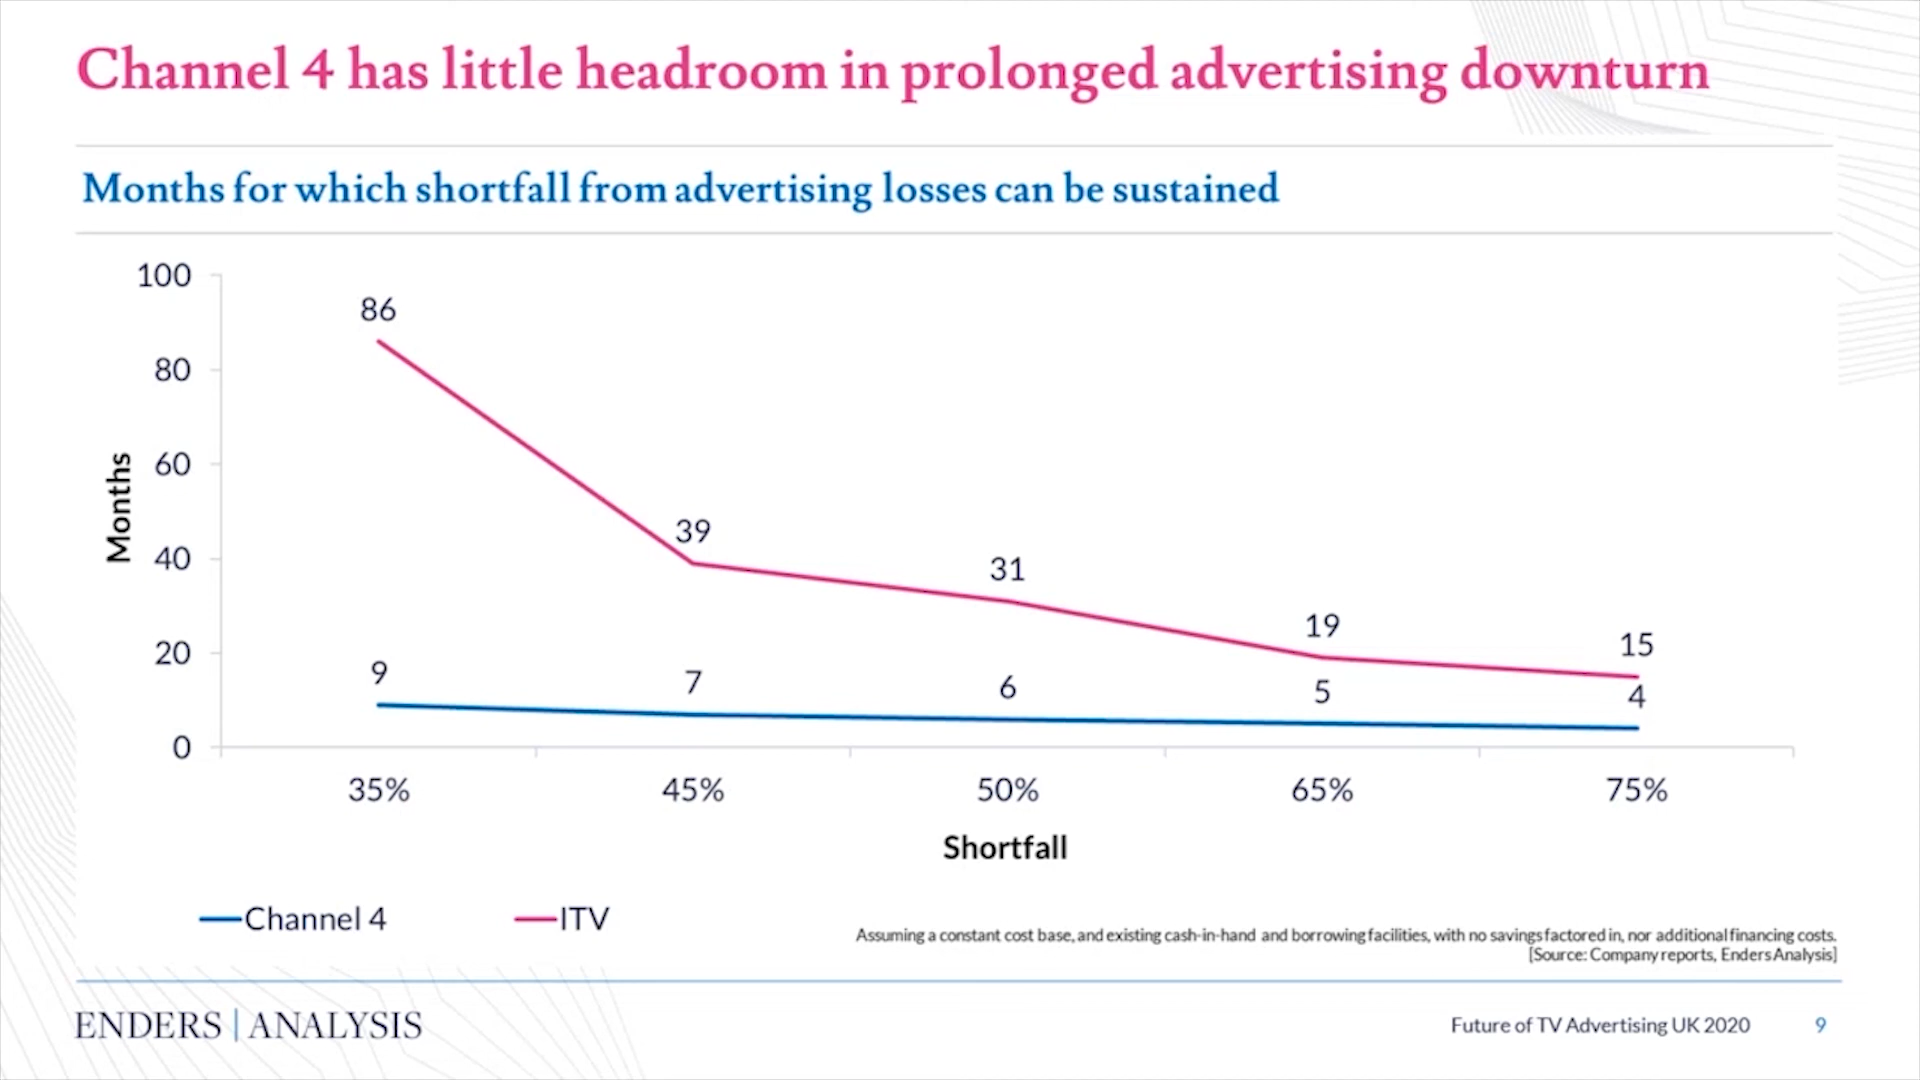 Channel 4 has little headroom in prolonged advertising downturn
Months for which shortfall from advertising losses can be sustained
100
80
60
40
20
0
Months
86
39
31
19
15
9
7
6
5
4
35%
45%
50%
65%
75%
Shortfall
Channel 4
ITV
Assuming a constant cost base, and existing cash-in-hand and borrowing facilities, with no savings factored in, nor additional financing costs.
[Source: Company reports, Enders Analysis]
ENDERS | ANALYSIS
Future of TV Advertising UK 2020
9